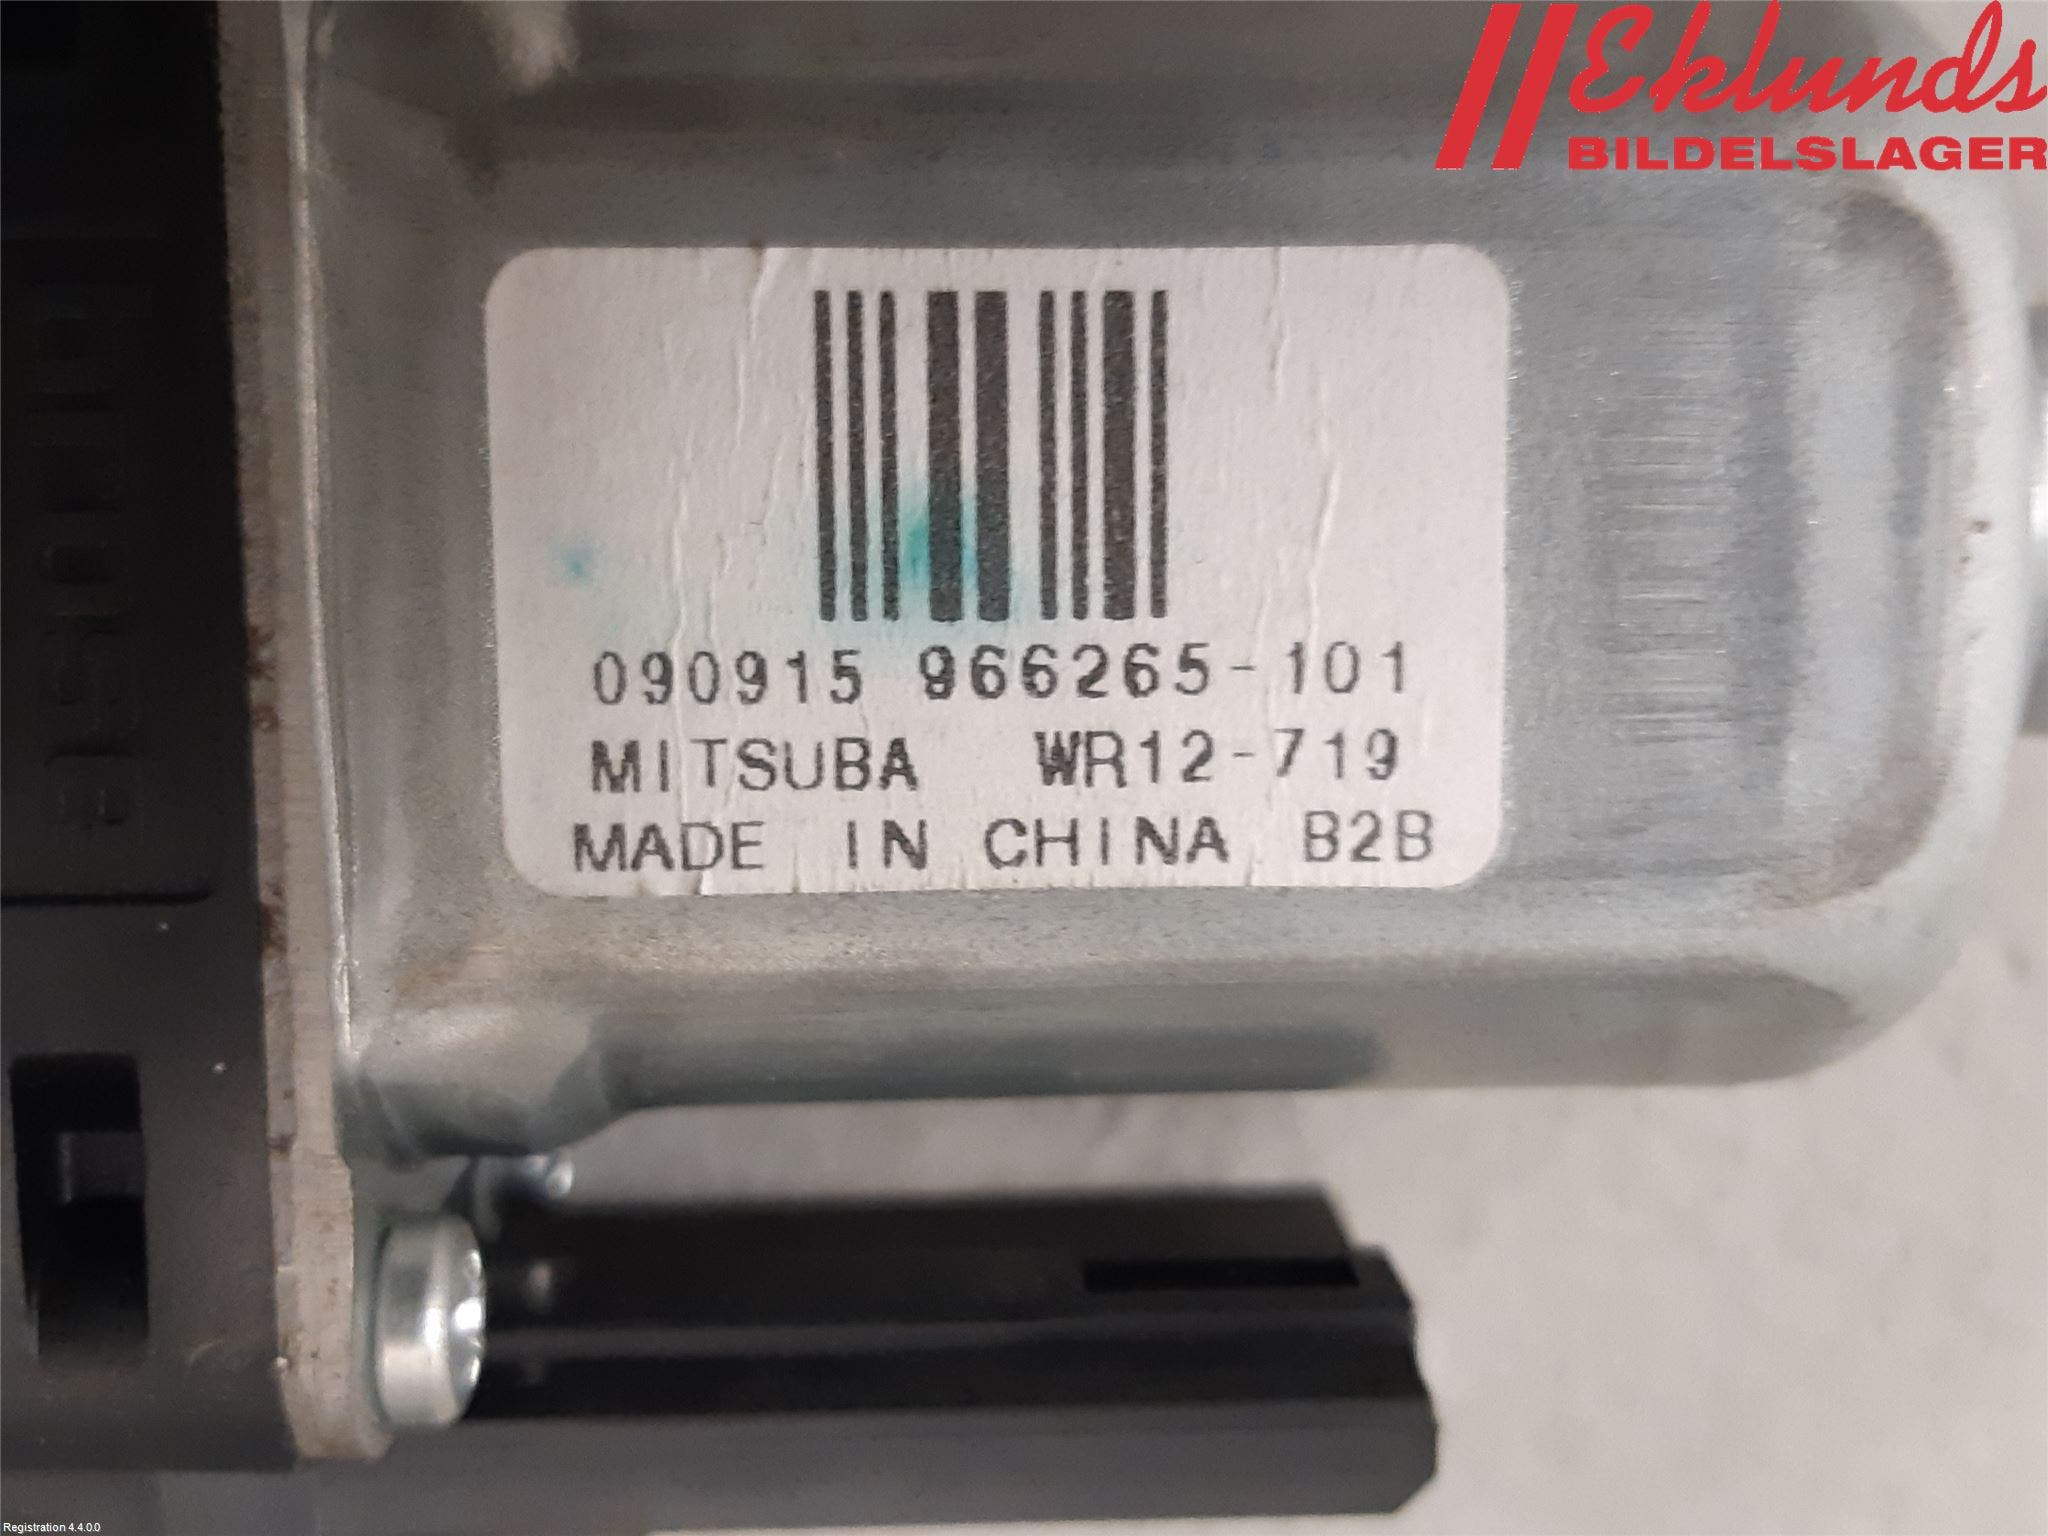 Eklunds
BILDELSLAGER
090915 966265-101
MITSUBA WR12-719
MADE IN CHINA B2B
Registration 4.4.0.0